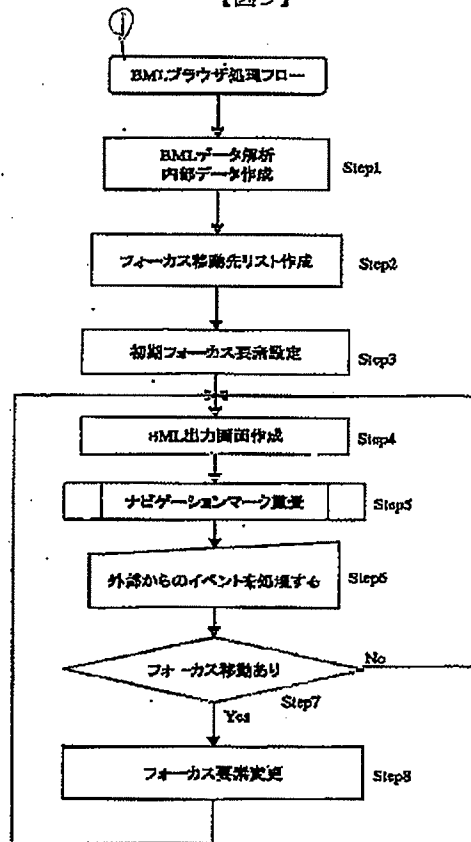 BMLブラウザ処理フロー
BMLデータ解析
内部データ作成
Step1
フォーカス移動先リスト作成
Step2
初期フォーカス要素設定
Step3
BML出力画面作成
Step4
ナビゲーションマーク重畳
Step5
外部からのイベントを処理する
Step6
フォーカス移動あり
No
Step7
Yes
フォーカス要素変更
Step8